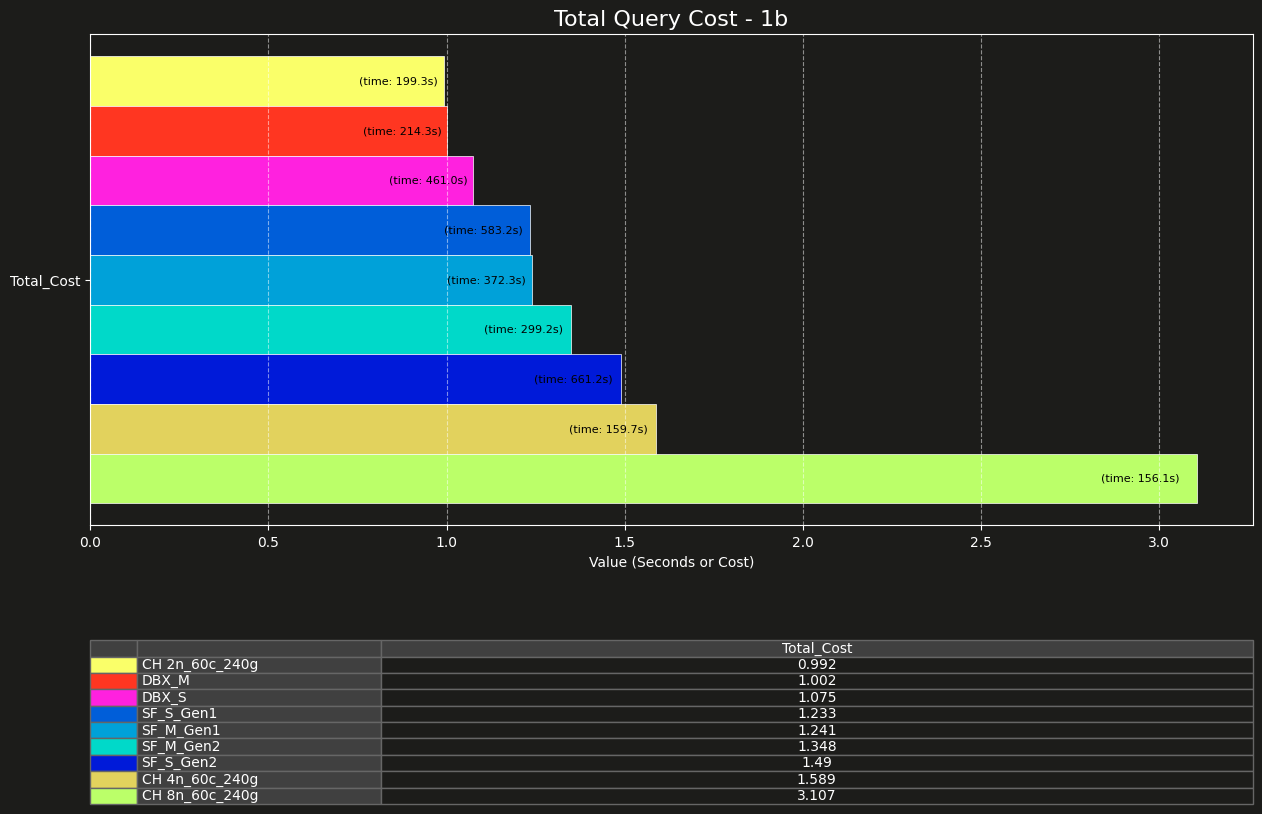 Total Query Cost - 1b
(time: 199.3s)
(time: 214.3s)
(time: 461.0s)
(time: 583.2s)
Total_Cost (time: 372.3s)
(time: 299.2s)
(time: 661.2s)
(time: 159.7s)
(time: 156.1s)
0.0 0.5 1.0 1.5 2.0 2.5 3.0
Value (Seconds or Cost)
Total_Cost
CH 2n_60c_240g 0.992
DBX_M 1.002
DBX_S 1.075
SF_S_Gen1 1.233
SF_M_Gen1 1.241
SF_M_Gen2 1.348
SF_S_Gen2 1.49
CH 4n_60c_240g 1.589
CH 8n_60c_240g 3.107